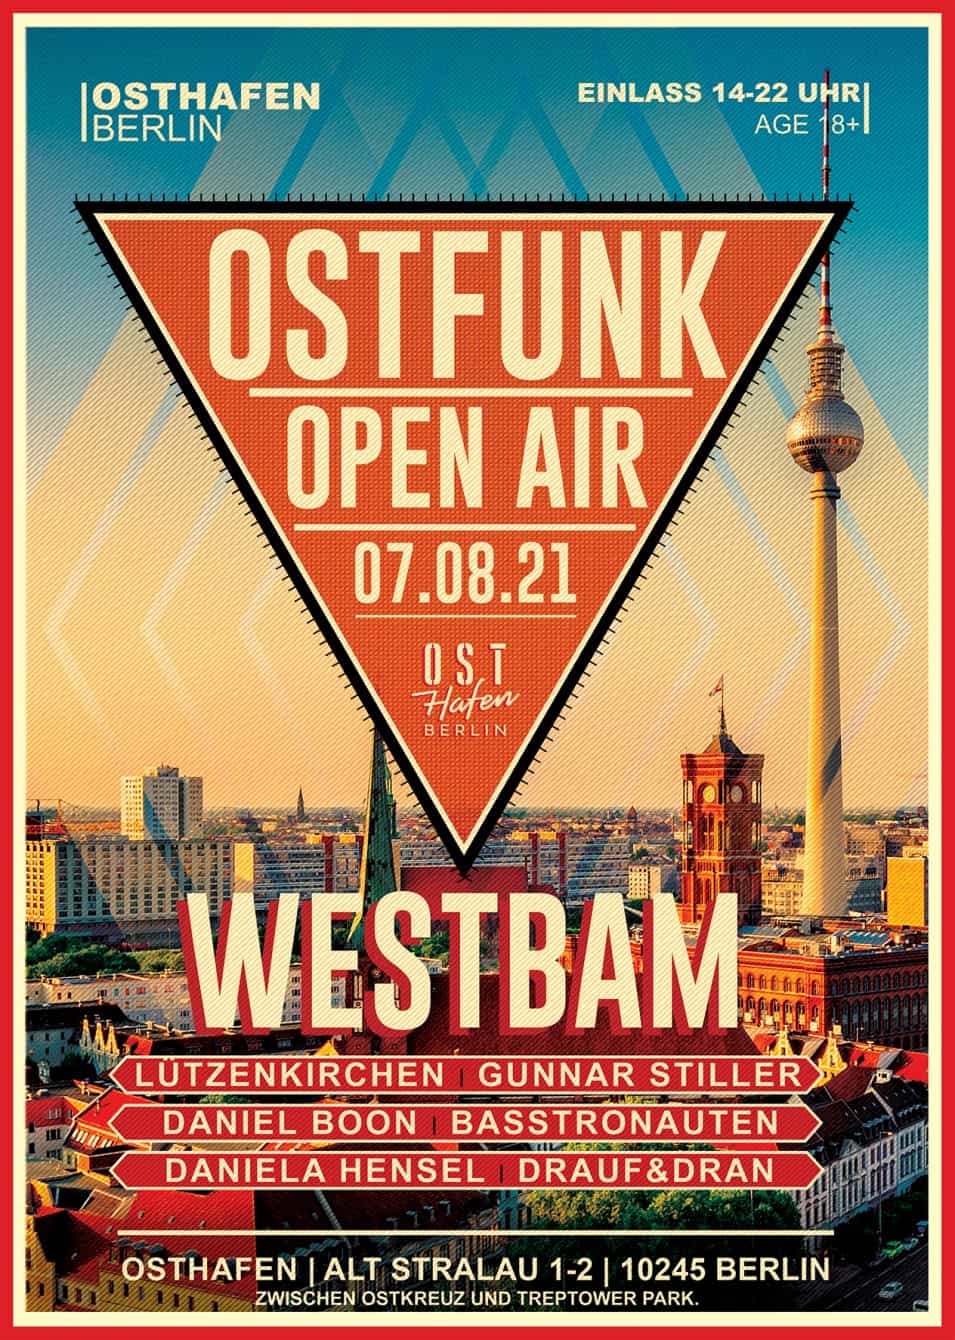 OSTHAFEN
BERLIN
EINLASS 14-22 UHR
AGE 18+
OSTFUNK
OPEN AIR
07.08.21
OST
Hafen
BERLIN
WESTBAM
LÜTZENKIRCHEN | GUNNAR STILLER
DANIEL BOON | BASSTRONAUTEN
DANIELA HENSEL | DRAUF&DRAN
OSTHAFEN | ALT STRALAU 1-2 | 10245 BERLIN
ZWISCHEN OSTKREUZ UND TREPTOWER PARK.